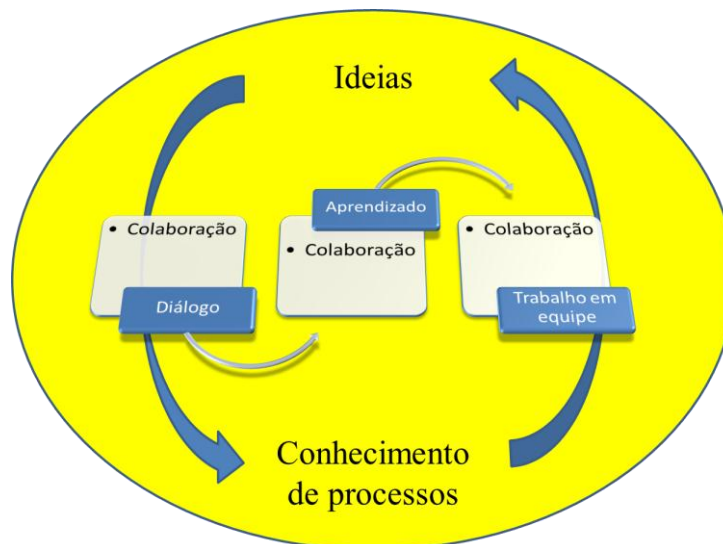 Ideias
Aprendizado
• Colaboração
• Colaboração
• Colaboração
Diálogo
Trabalho em
equipe
Conhecimento
de processos